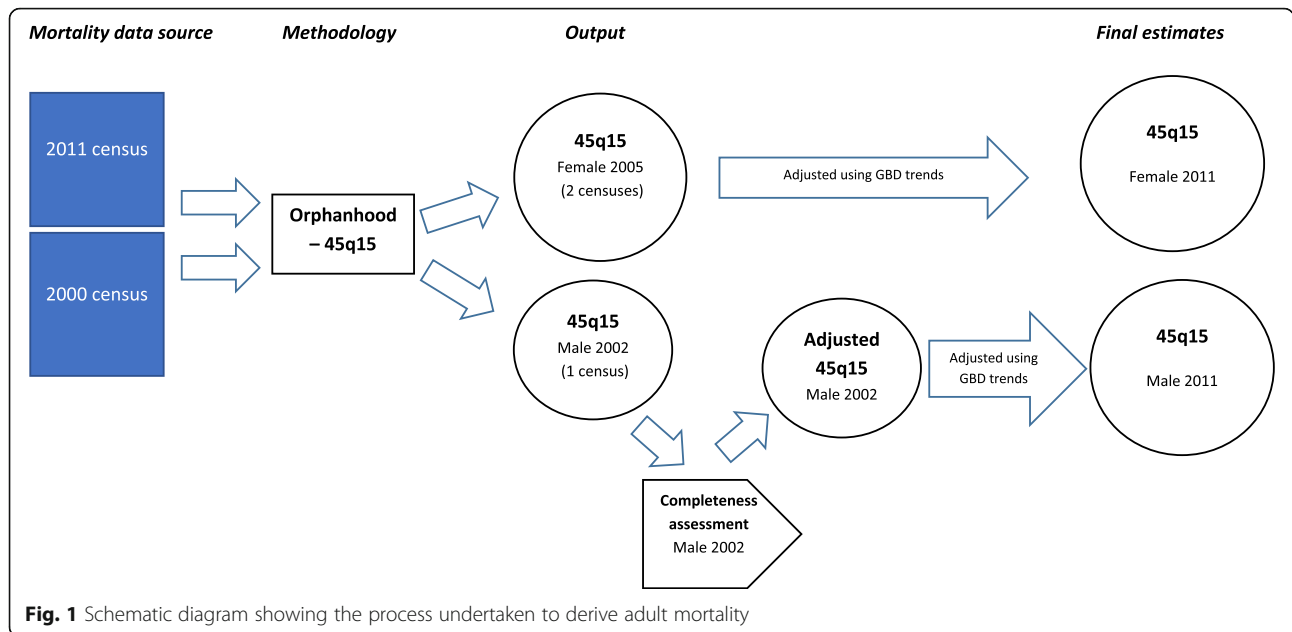 Mortality data source
Methodology
Output
Final estimates
2011 census
2000 census
Orphanhood
– 45q15
45q15
Female 2005
(2 censuses)
Adjusted using GBD trends
45q15
Female 2011
45q15
Male 2002
(1 census)
Completeness
assessment
Male 2002
Adjusted
45q15
Male 2002
Adjusted using
GBD trends
45q15
Male 2011
Fig. 1 Schematic diagram showing the process undertaken to derive adult mortality